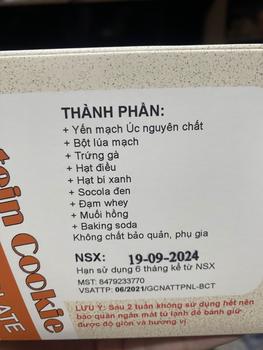 THÀNH PHẦN:
+ Yến mạch Úc nguyên chất
+ Bột lúa mạch
+ Trứng gà
+ Hạt điều
+ Hạt bí xanh
+ Socola đen
+ Đạm whey
+ Muối hồng
+ Baking soda
Không chất bảo quản, phụ gia
NSX: 19-09-2024
Hạn sử dụng 6 tháng kể từ NSX
MST: 8479233770
VSATTP: 06/2021/GCNATTPNL-BCT
LƯU Ý: Sau 2 tuần không sử dụng hết nên
bảo quản ngăn mát tủ lạnh để bánh giữ
được độ giòn và hương vị
tein Cookie
LATE